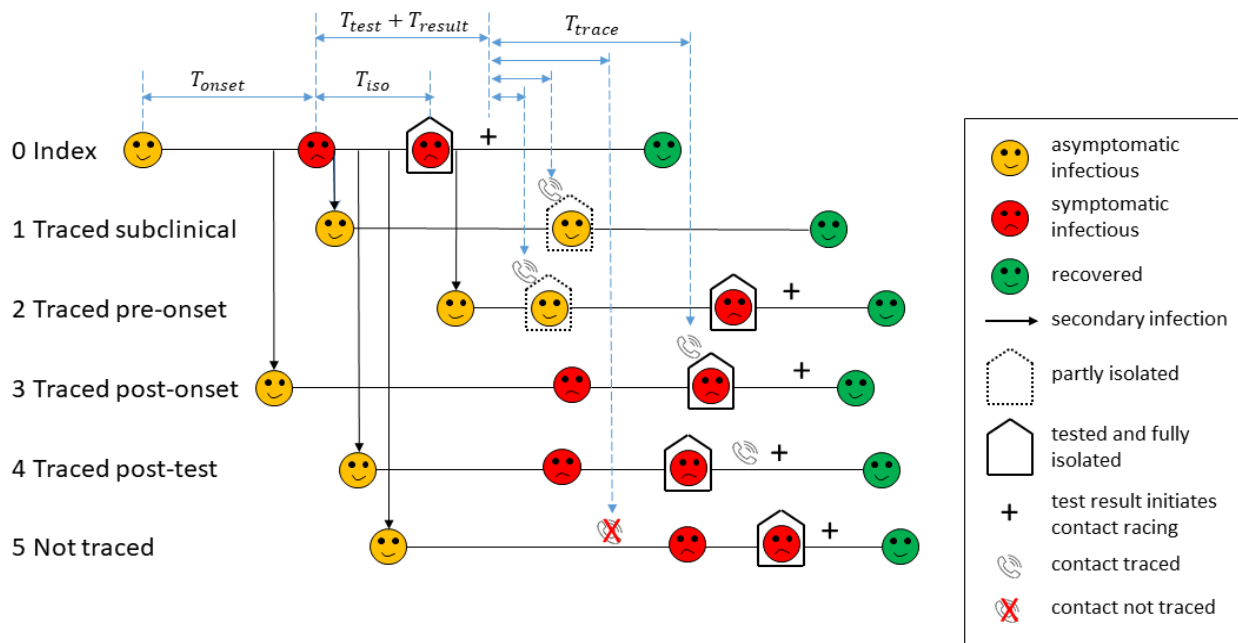 T_test + T_result
T_trace
T_onset
T_iso
0 Index
+
1 Traced subclinical
2 Traced pre-onset
+
3 Traced post-onset
+
4 Traced post-test
+
5 Not traced
X
+
asymptomatic
infectious
symptomatic
infectious
recovered
secondary infection
partly isolated
tested and fully
isolated
+
test result initiates
contact racing
contact traced
X
contact not traced